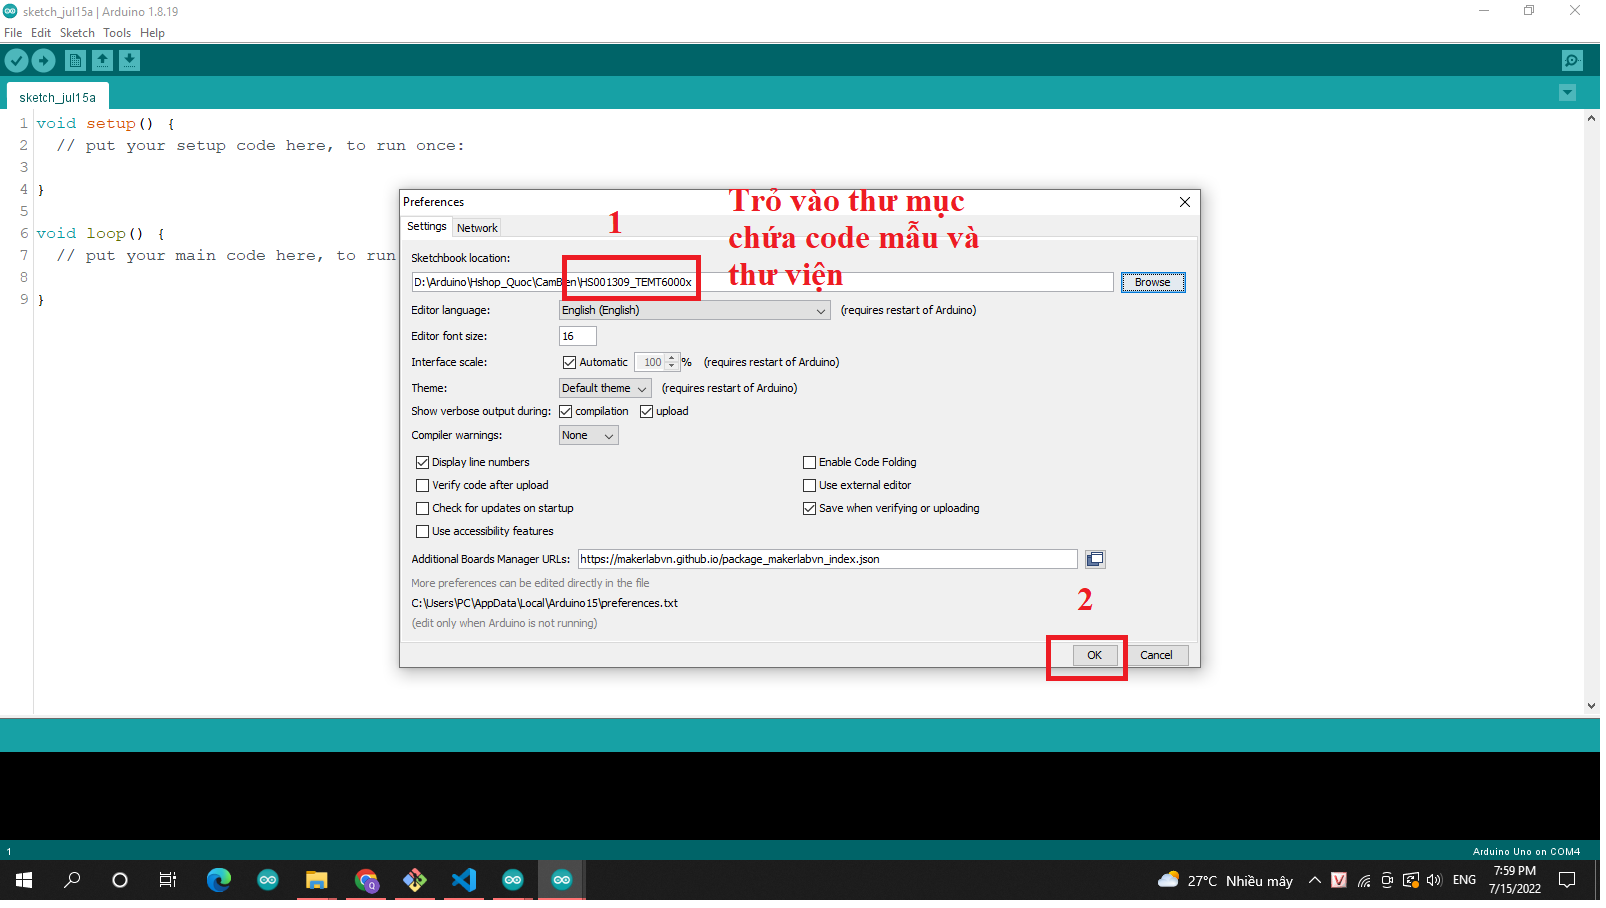 sketch_jul15a | Arduino 1.8.19
File Edit Sketch Tools Help
sketch_jul15a
1 void setup() {
2 // put your setup code here, to run once:
3
4 }
5
6 void loop() {
7 // put your main code here, to run
8
9 }
Preferences
Settings Network
1
Trỏ vào thư mục
chứa code mẫu và
thư viện
Sketchbook location:
D:\Arduino\Hshop_Quoc\CamBien\HS001309_TEMT6000x
Browse
Editor language: English (English) (requires restart of Arduino)
Editor font size: 16
Interface scale: Automatic 100 % (requires restart of Arduino)
Theme: Default theme (requires restart of Arduino)
Show verbose output during: compilation upload
Compiler warnings: None
Display line numbers Enable Code Folding
Verify code after upload Use external editor
Check for updates on startup Save when verifying or uploading
Use accessibility features
Additional Boards Manager URLs: https://makerlabvn.github.io/package_makerlabvn_index.json
More preferences can be edited directly in the file
C:\Users\PC\AppData\Local\Arduino15\preferences.txt
(edit only when Arduino is not running)
2
OK Cancel
1 Arduino Uno on COM4
Q
27°C Nhiều mây V ENG
7:59 PM
7/15/2022